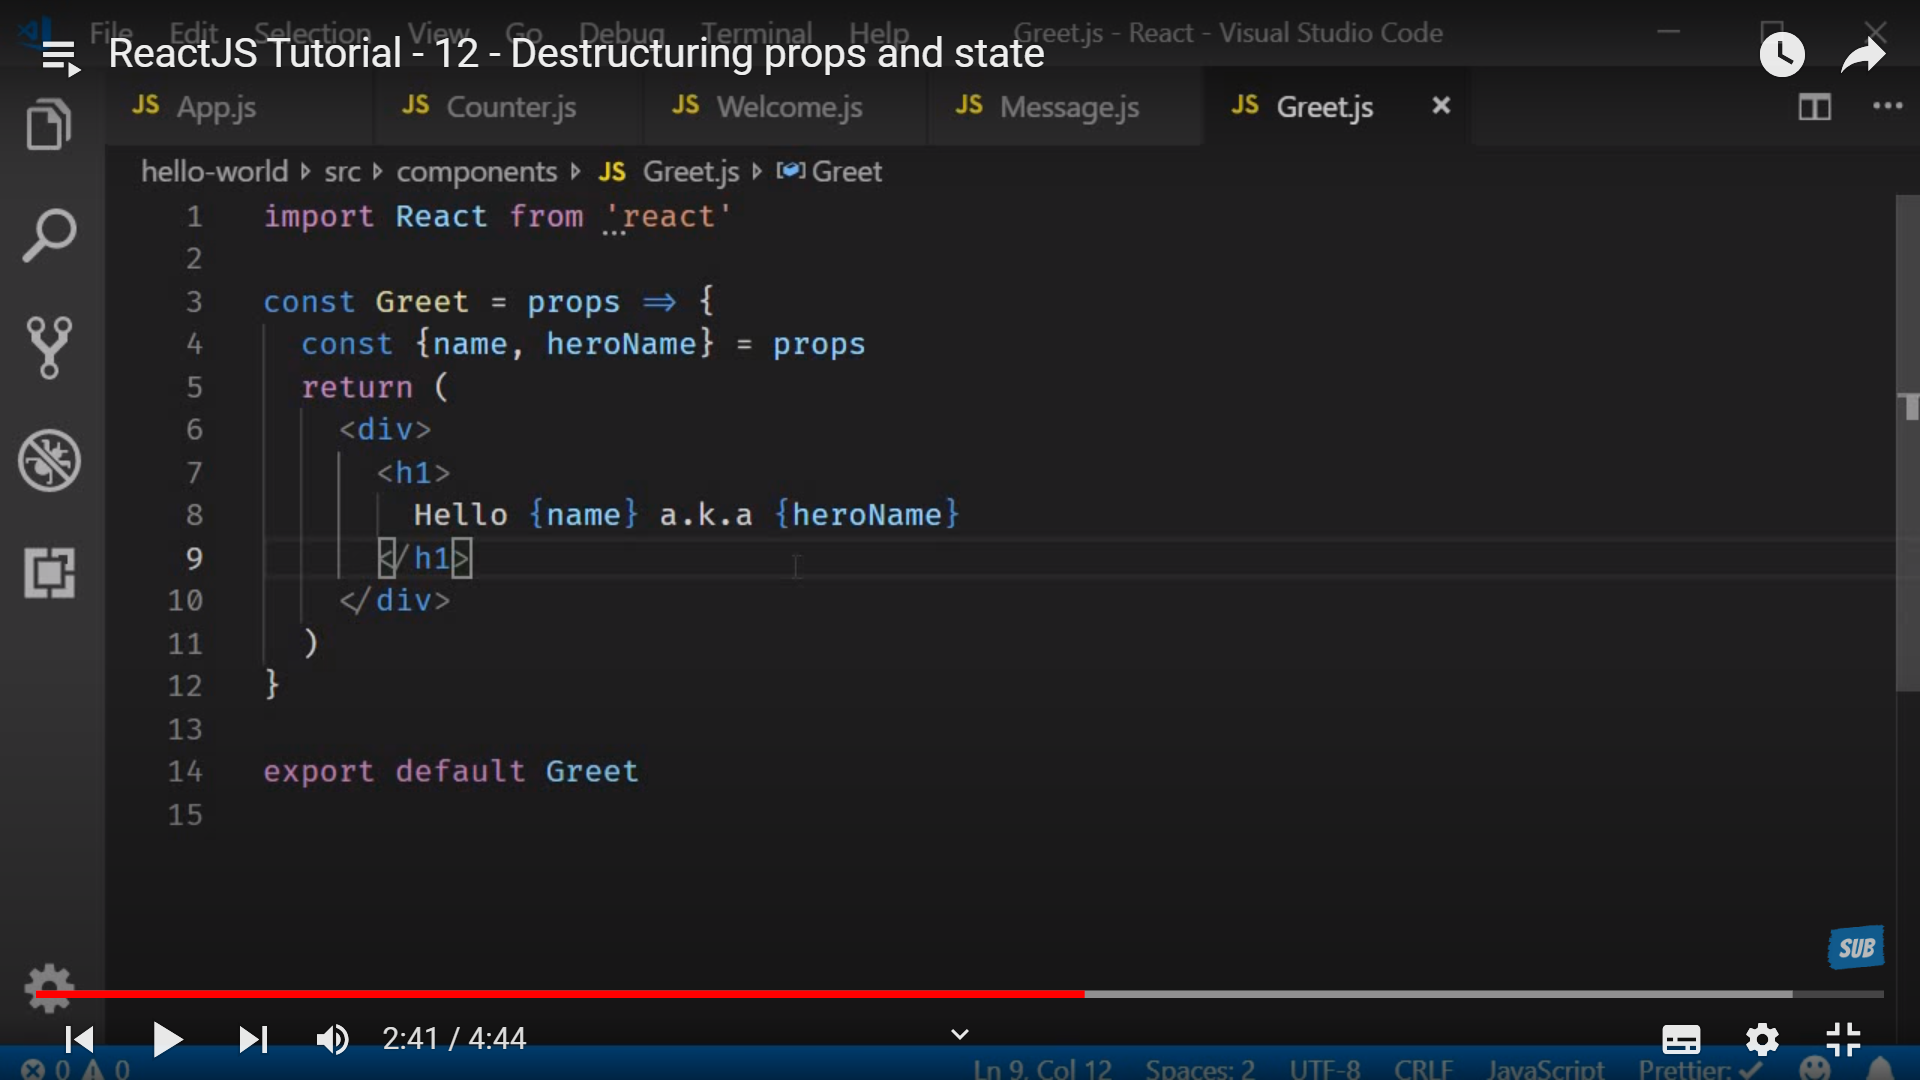 File Edit Selection View Go Debug Terminal Help Greet.js - React - Visual Studio Code
ReactJS Tutorial - 12 - Destructuring props and state
JS App.js JS Counter.js JS Welcome.js JS Message.js JS Greet.js
hello-world src components JS Greet.js Greet
1 import React from 'react'
2
3 const Greet = props => {
4 const {name, heroName} = props
5 return (
6 <div>
7 <h1>
8 Hello {name} a.k.a {heroName}
9 </h1>
10 </div>
11 )
12 }
13
14 export default Greet
15
SUB
2:41 / 4:44
0 0 Ln 9, Col 12 Spaces: 2 UTF-8 CRLF JavaScript Prettier: